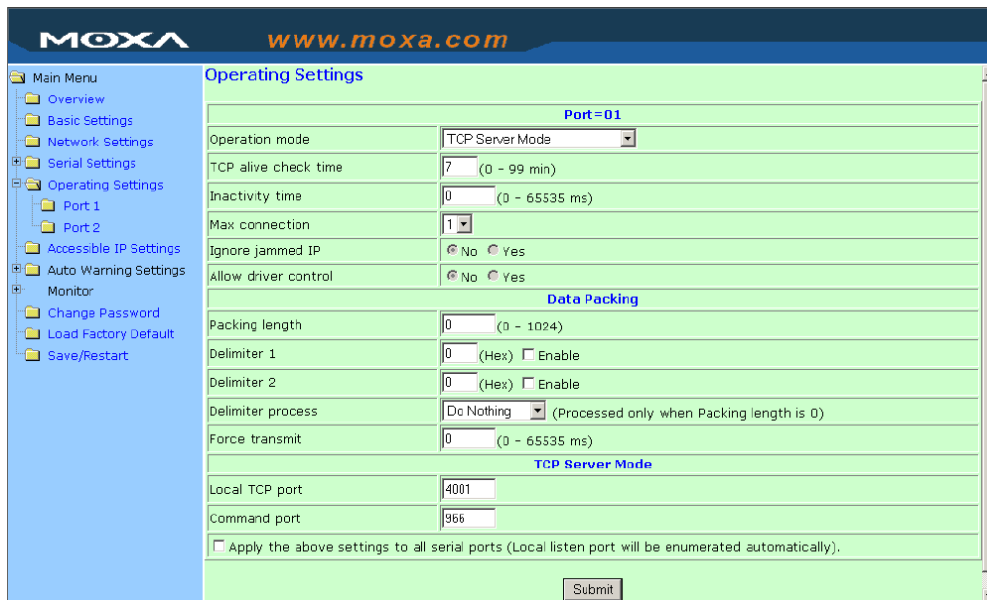 MOXA www.moxa.com
Main Menu
Overview
Basic Settings
Network Settings
Serial Settings
Operating Settings
Port 1
Port 2
Accessible IP Settings
Auto Warning Settings
Monitor
Change Password
Load Factory Default
Save/Restart
Operating Settings
Port=01
Operation mode TCP Server Mode
TCP alive check time 7 (0 - 99 min)
Inactivity time 0 (0 - 65535 ms)
Max connection 1
Ignore jammed IP No Yes
Allow driver control No Yes
Data Packing
Packing length 0 (0 - 1024)
Delimiter 1 0 (Hex) Enable
Delimiter 2 0 (Hex) Enable
Delimiter process Do Nothing (Processed only when Packing length is 0)
Force transmit 0 (0 - 65535 ms)
TCP Server Mode
Local TCP port 4001
Command port 966
Apply the above settings to all serial ports (Local listen port will be enumerated automatically).
Submit